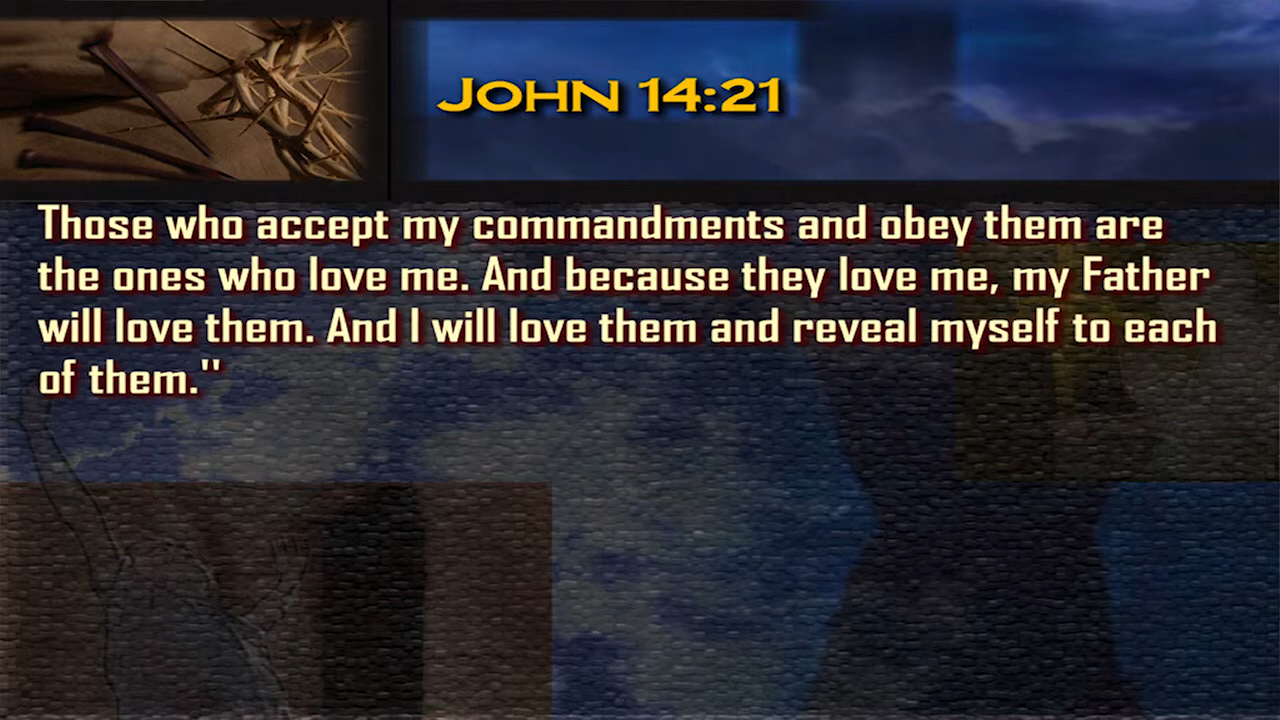 JOHN 14:21
Those who accept my commandments and obey them are
the ones who love me. And because they love me, my Father
will love them. And I will love them and reveal myself to each
of them."